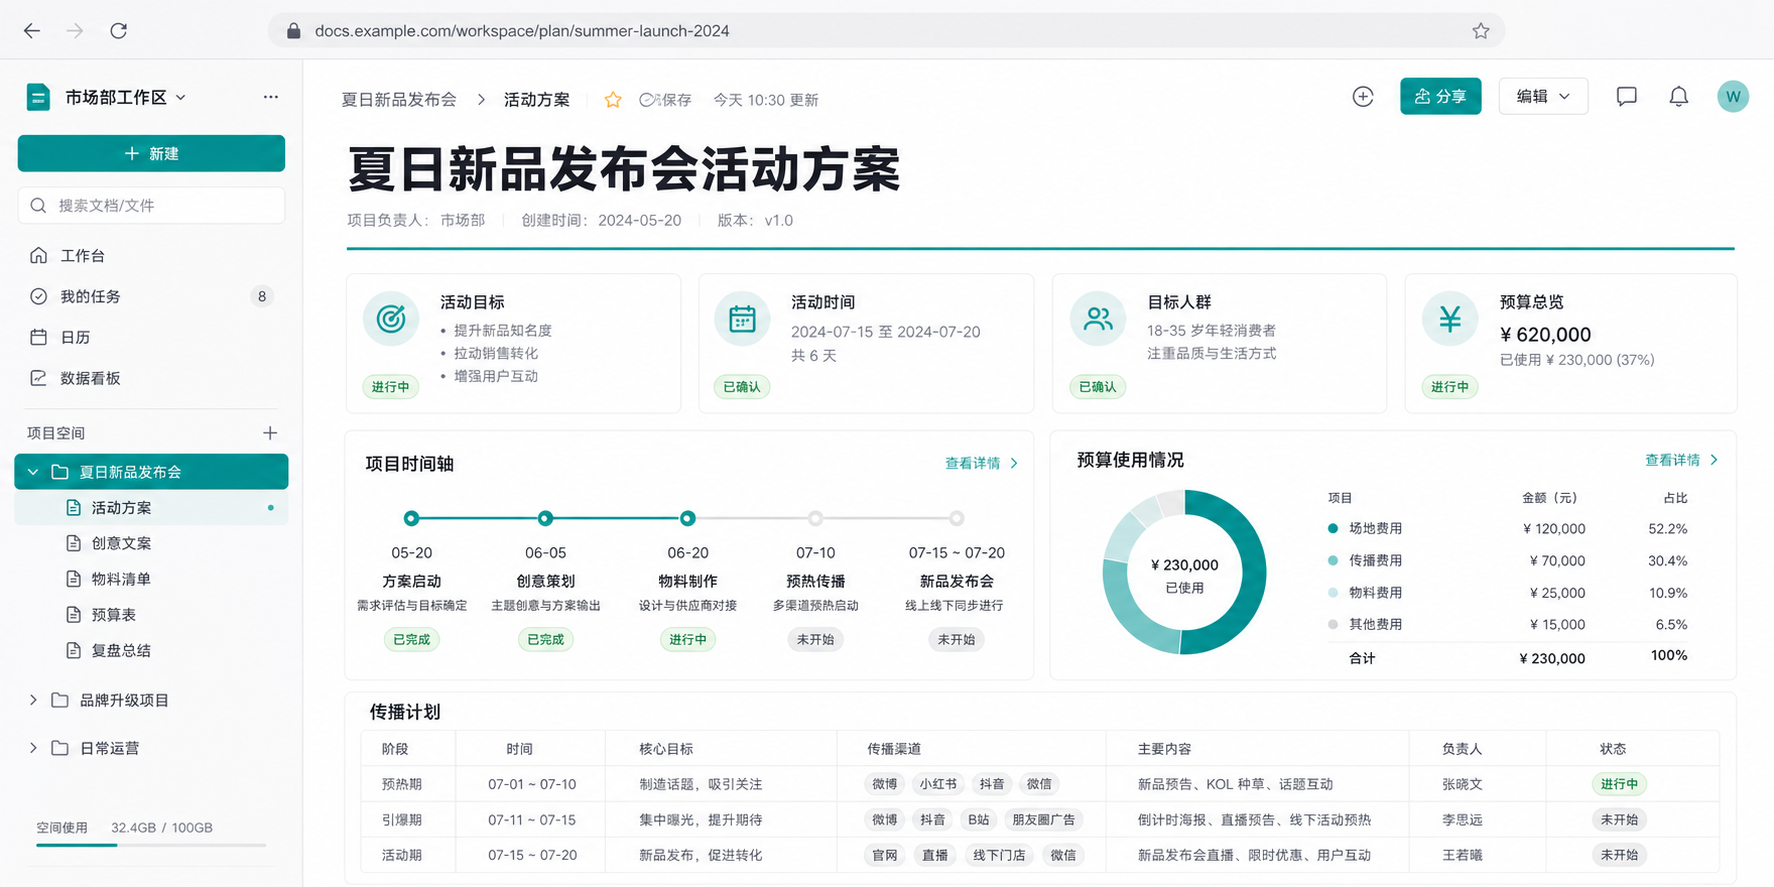 docs.example.com/workspace/plan/summer-launch-2024
市场部工作区
新建
搜索文档/文件
工作台
我的任务 8
日历
数据看板
项目空间
夏日新品发布会
活动方案
创意文案
物料清单
预算表
复盘总结
品牌升级项目
日常运营
空间使用 32.4GB / 100GB
夏日新品发布会 活动方案 保存 今天 10:30 更新
分享 编辑 W
夏日新品发布会活动方案
项目负责人： 市场部 创建时间： 2024-05-20 版本： v1.0
活动目标
• 提升新品知名度
• 拉动销售转化
• 增强用户互动
进行中
活动时间
2024-07-15 至 2024-07-20
共 6 天
已确认
目标人群
18-35 岁年轻消费者
注重品质与生活方式
已确认
¥
预算总览
¥ 620,000
已使用 ¥ 230,000 (37%)
进行中
项目时间轴 查看详情
05-20 06-05 06-20 07-10 07-15 ~ 07-20
方案启动 创意策划 物料制作 预热传播 新品发布会
需求评估与目标确定 主题创意与方案输出 设计与供应商对接 多渠道预热启动 线上线下同步进行
已完成 已完成 进行中 未开始 未开始
预算使用情况 查看详情
¥ 230,000
已使用
项目 金额（元） 占比
场地费用 ¥ 120,000 52.2%
传播费用 ¥ 70,000 30.4%
物料费用 ¥ 25,000 10.9%
其他费用 ¥ 15,000 6.5%
合计 ¥ 230,000 100%
传播计划
阶段 时间 核心目标 传播渠道 主要内容 负责人 状态
预热期 07-01 ~ 07-10 制造话题，吸引关注 微博 小红书 抖音 微信 新品预告、KOL 种草、话题互动 张晓文 进行中
引爆期 07-11 ~ 07-15 集中曝光，提升期待 微博 抖音 B站 朋友圈广告 倒计时海报、直播预告、线下活动预热 李思远 未开始
活动期 07-15 ~ 07-20 新品发布，促进转化 官网 直播 线下门店 微信 新品发布会直播、限时优惠、用户互动 王若曦 未开始